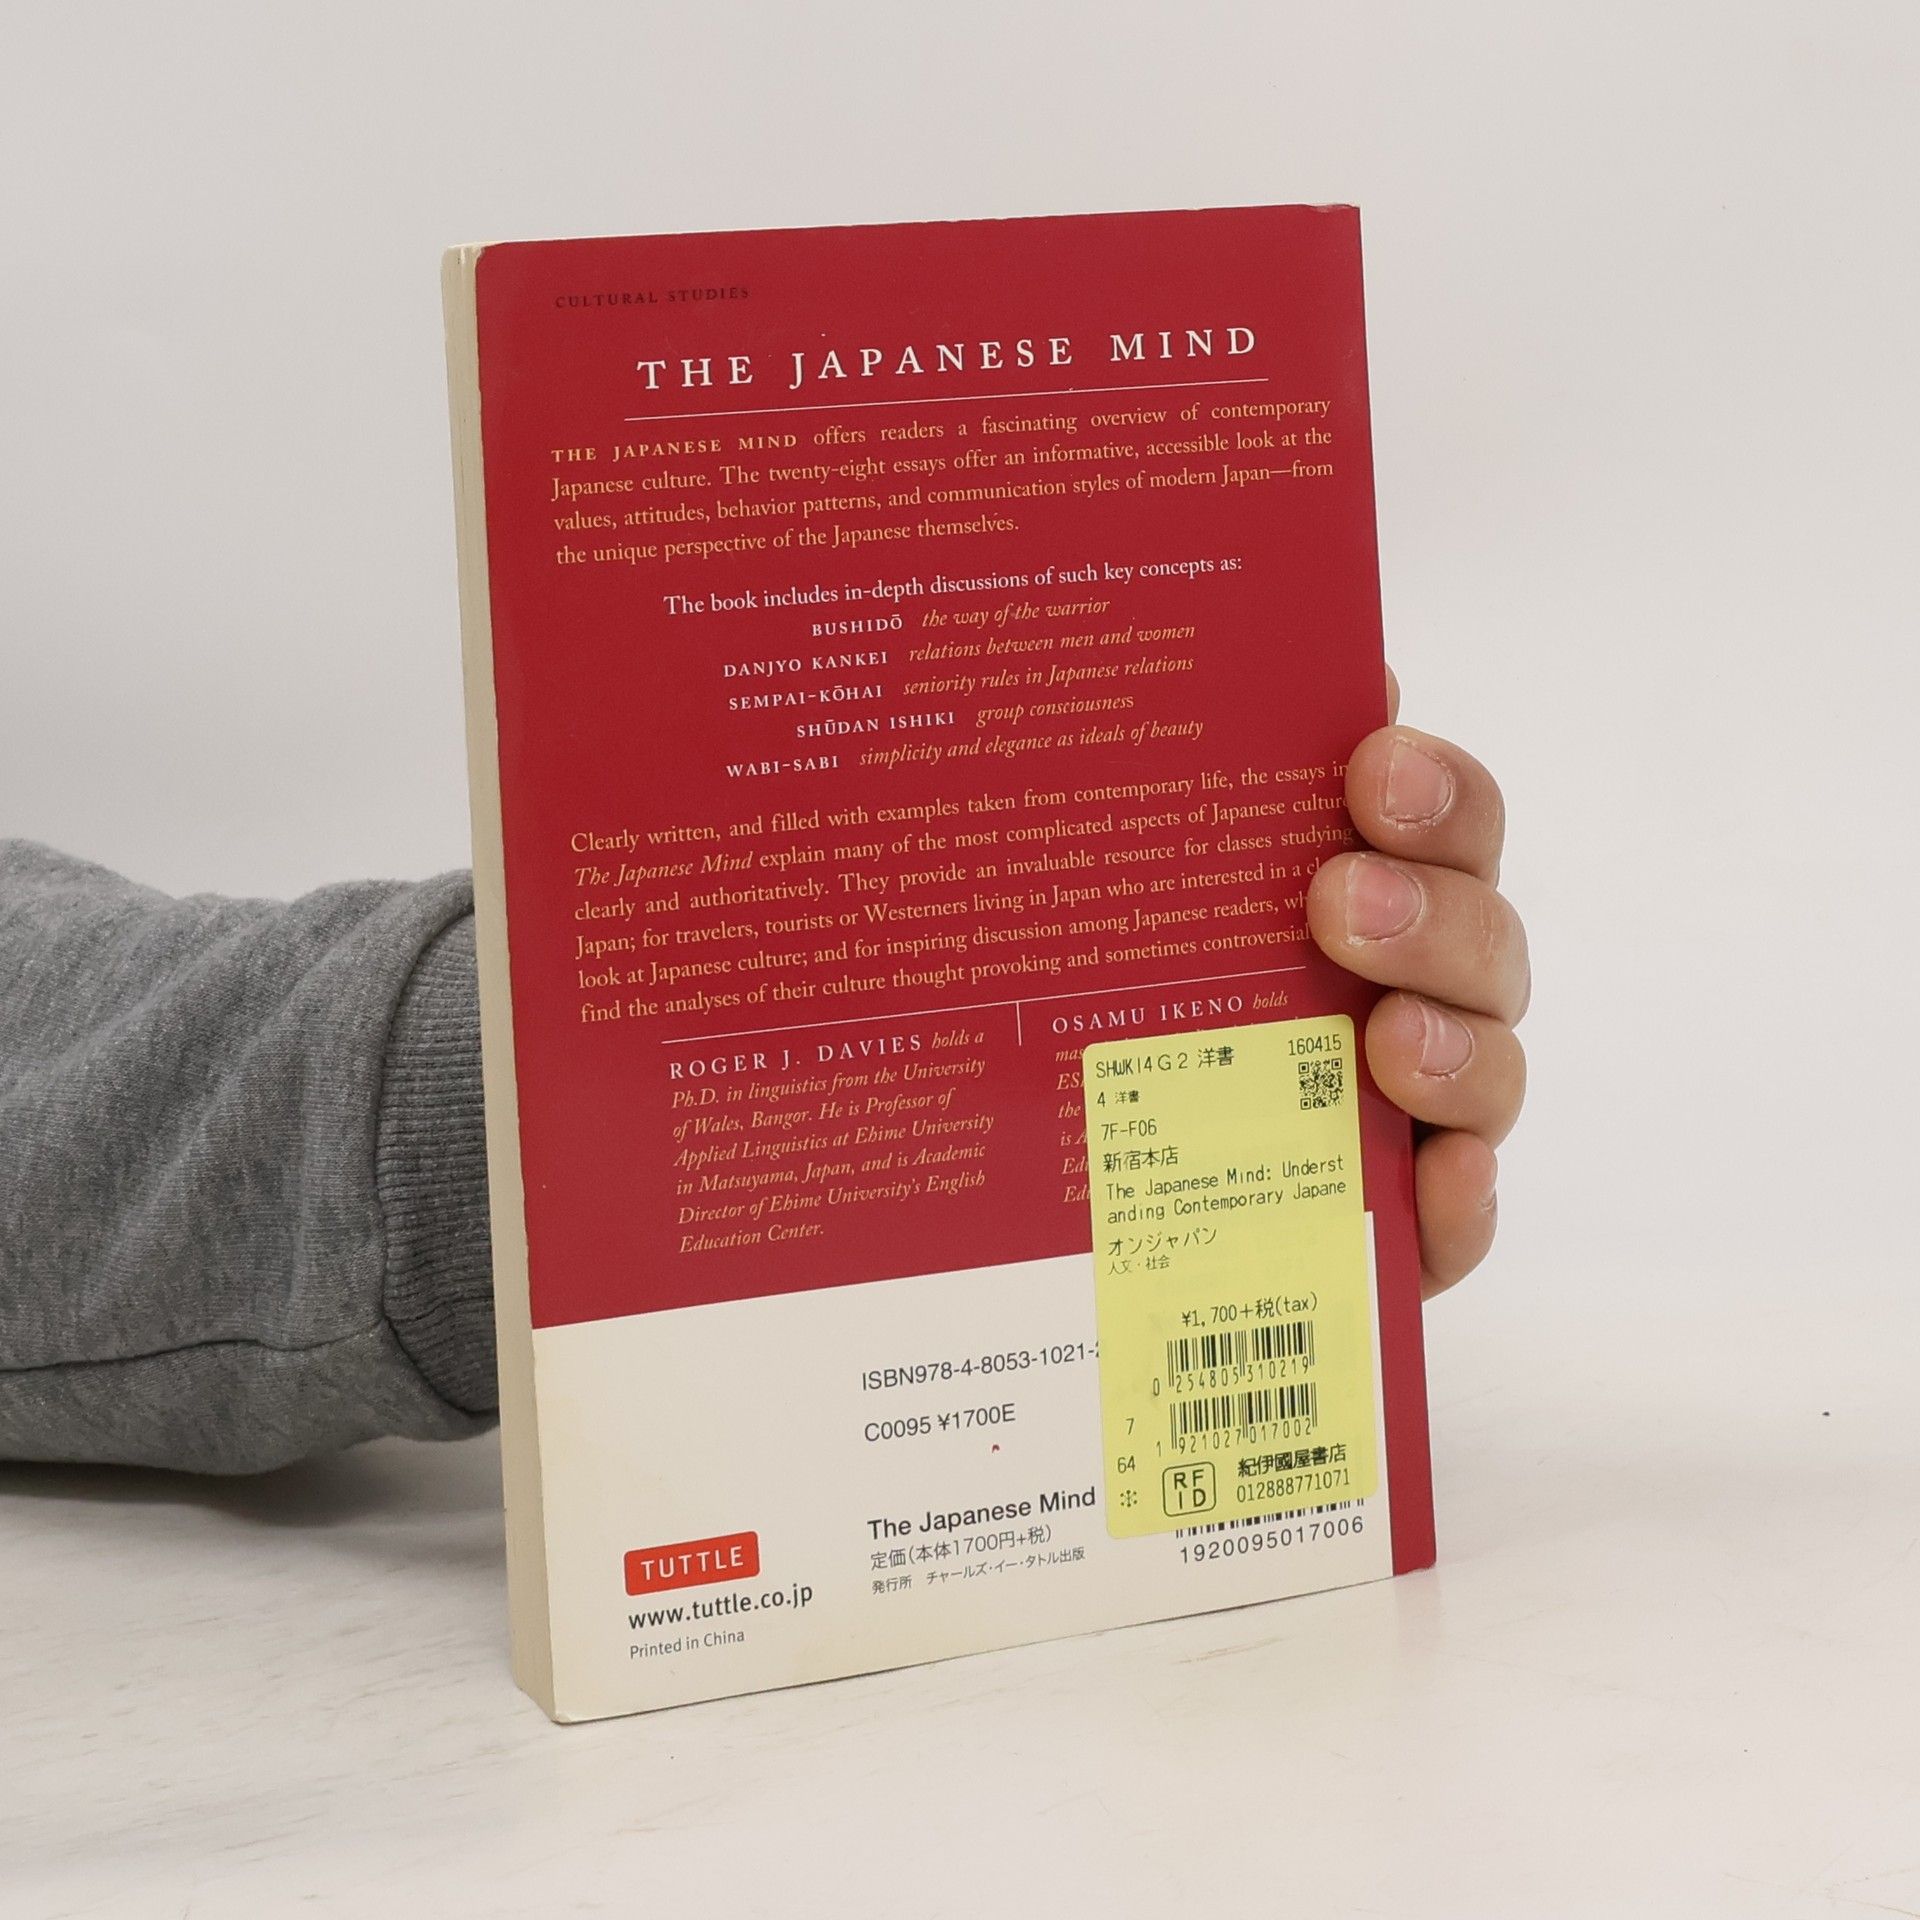 CULTURAL STUDIES
THE JAPANESE MIND
THE JAPANESE MIND offers readers a fascinating overview of contemporary
Japanese culture. The twenty-eight essays offer an informative, accessible look at the
values, attitudes, behavior patterns, and communication styles of modern Japan—from
the unique perspective of the Japanese themselves.
The book includes in-depth discussions of such key concepts as:
BUSHIDŌ the way of the warrior
DANJYO KANKEI relations between men and women
SEMPAI-KŌHAI seniority rules in Japanese relations
SHŪDAN ISHIKI group consciousness
WABI-SABI simplicity and elegance as ideals of beauty
Clearly written, and filled with examples taken from contemporary life, the essays in
The Japanese Mind explain many of the most complicated aspects of Japanese culture
clearly and authoritatively. They provide an invaluable resource for classes studying
Japan; for travelers, tourists or Westerners living in Japan who are interested in a
look at Japanese culture; and for inspiring discussion among Japanese readers,
find the analyses of their culture thought provoking and sometimes controversial
ROGER J. DAVIES holds a
Ph.D. in linguistics from the University
of Wales, Bangor. He is Professor of
Applied Linguistics at Ehime University
in Matsuyama, Japan, and is Academic
Director of Ehime University's English
Education Center.
OSAMU IKENO holds
the
is
SHWK14G2 洋書 160415
4 洋書
7F-F06
新宿本店
The Japanese Mind: Underst
anding Contemporary Japane
オンジャパン
人文・社会
¥1,700+税(tax)
0254805310219
7
1921027017002
64
RFID
紀伊國屋書店
012888771071
ISBN978-4-8053-1021-
C0095 ¥1700E
The Japanese Mind
定価(本体1700円+税)
発行所 チャールズ・イー・タトル出版
1920095017006
TUTTLE
www.tuttle.co.jp
Printed in China